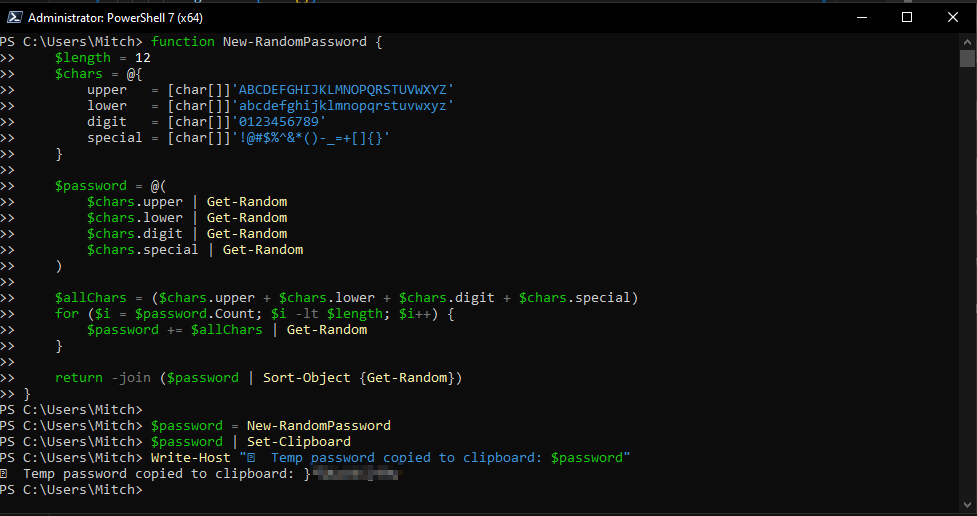 Administrator: PowerShell 7 (x64)
PS C:\Users\Mitch> function New-RandomPassword {
>>     $length = 12
>>     $chars = @{
>>         upper   = [char[]]'ABCDEFGHIJKLMNOPQRSTUVWXYZ'
>>         lower   = [char[]]'abcdefghijklmnopqrstuvwxyz'
>>         digit   = [char[]]'0123456789'
>>         special = [char[]]'!@#$%^&*()-_=+[]{}'
>>     }
>>
>>     $password = @(
>>         $chars.upper | Get-Random
>>         $chars.lower | Get-Random
>>         $chars.digit | Get-Random
>>         $chars.special | Get-Random
>>     )
>>
>>     $allChars = ($chars.upper + $chars.lower + $chars.digit + $chars.special)
>>     for ($i = $password.Count; $i -lt $length; $i++) {
>>         $password += $allChars | Get-Random
>>     }
>>
>>     return -join ($password | Sort-Object {Get-Random})
>> }
PS C:\Users\Mitch>
PS C:\Users\Mitch> $password = New-RandomPassword
PS C:\Users\Mitch> $password | Set-Clipboard
PS C:\Users\Mitch> Write-Host "  Temp password copied to clipboard: $password"
  Temp password copied to clipboard: }
PS C:\Users\Mitch>